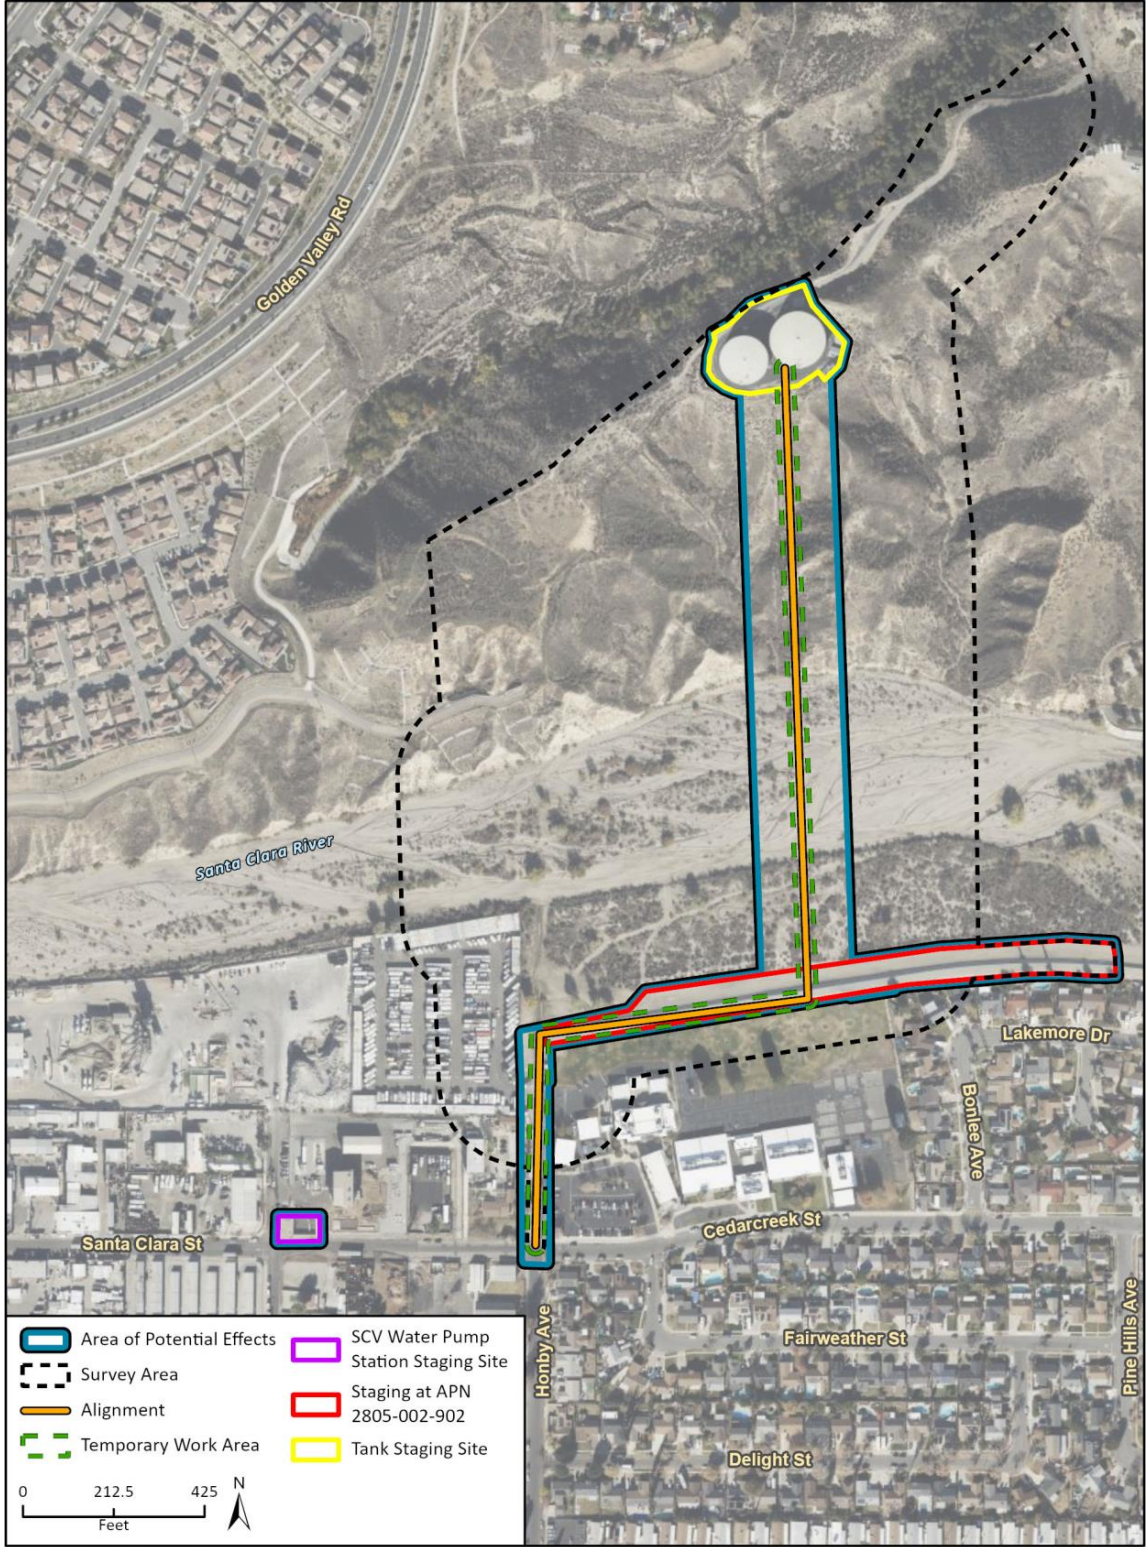 Golden Valley Rd
Santa Clara River
Lakemore Dr
Bonlee Ave
Cedarcreek St
Santa Clara St
Honby Ave
Fairweather St
Pine Hills Ave
Delight St
Area of Potential Effects
Survey Area
Alignment
Temporary Work Area
SCV Water Pump
Station Staging Site
Staging at APN
2805-002-902
Tank Staging Site
0 212.5 425
Feet
N